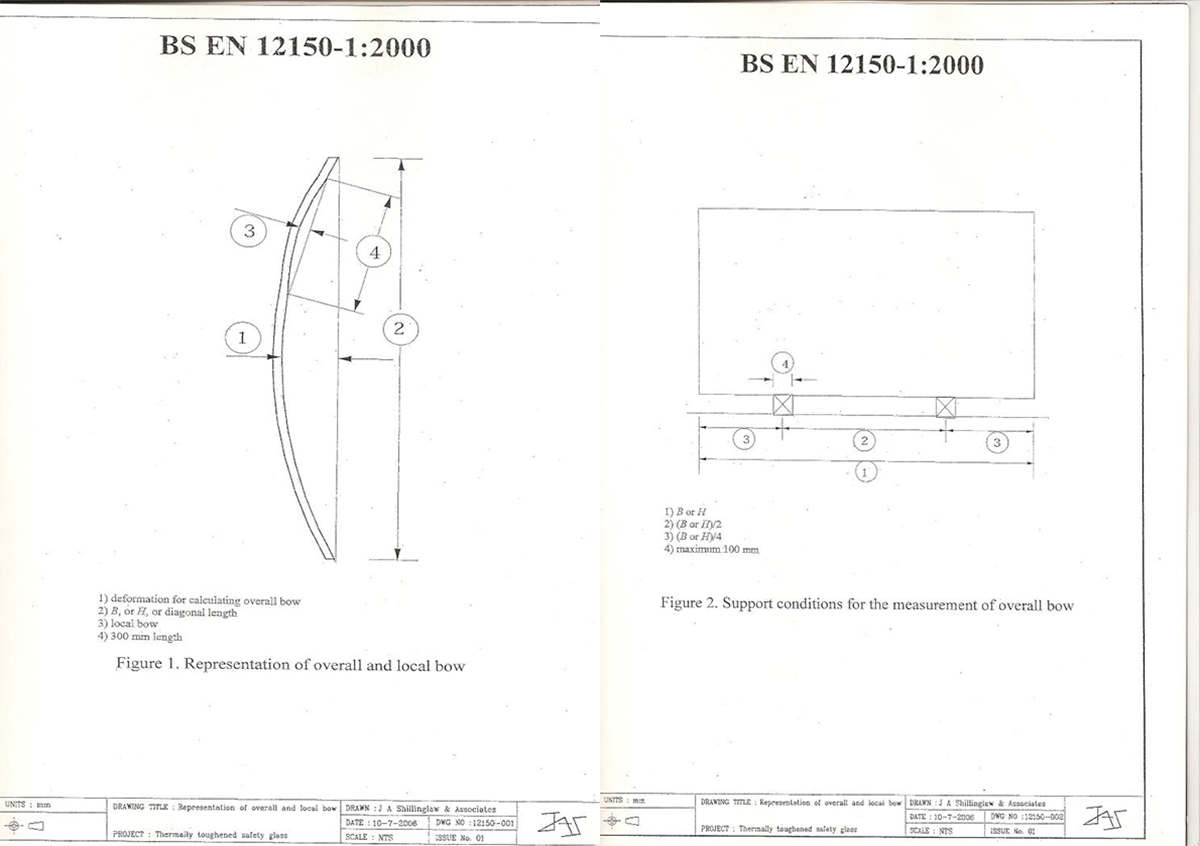 BS EN 12150-1:2000
3
4
2
1
1) deformation for calculating overall bow
2) B, or H, or diagonal length
3) local bow
4) 300 mm length
Figure 1. Representation of overall and local bow
UNITS : mm
DRAWING TITLE : Representation of overall and local bow
PROJECT : Thermally toughened safety glass
DRAWN : J A Shillinglaw & Associates
DATE : 10-7-2006
DWG NO : 12150-001
SCALE : NTS
ISSUE No. 01
JAS
BS EN 12150-1:2000
4
3
2
3
1
1) B or H
2) (B or H)/2
3) (B or H)/4
4) maximum 100 mm
Figure 2. Support conditions for the measurement of overall bow
UNITS : mm
DRAWING TITLE : Representation of overall and local bow
PROJECT : Thermally toughened safety glass
DRAWN : J A Shillinglaw & Associates
DATE : 10-7-2006
DWG NO : 12150-002
SCALE : NTS
ISSUE No. 01
JAS